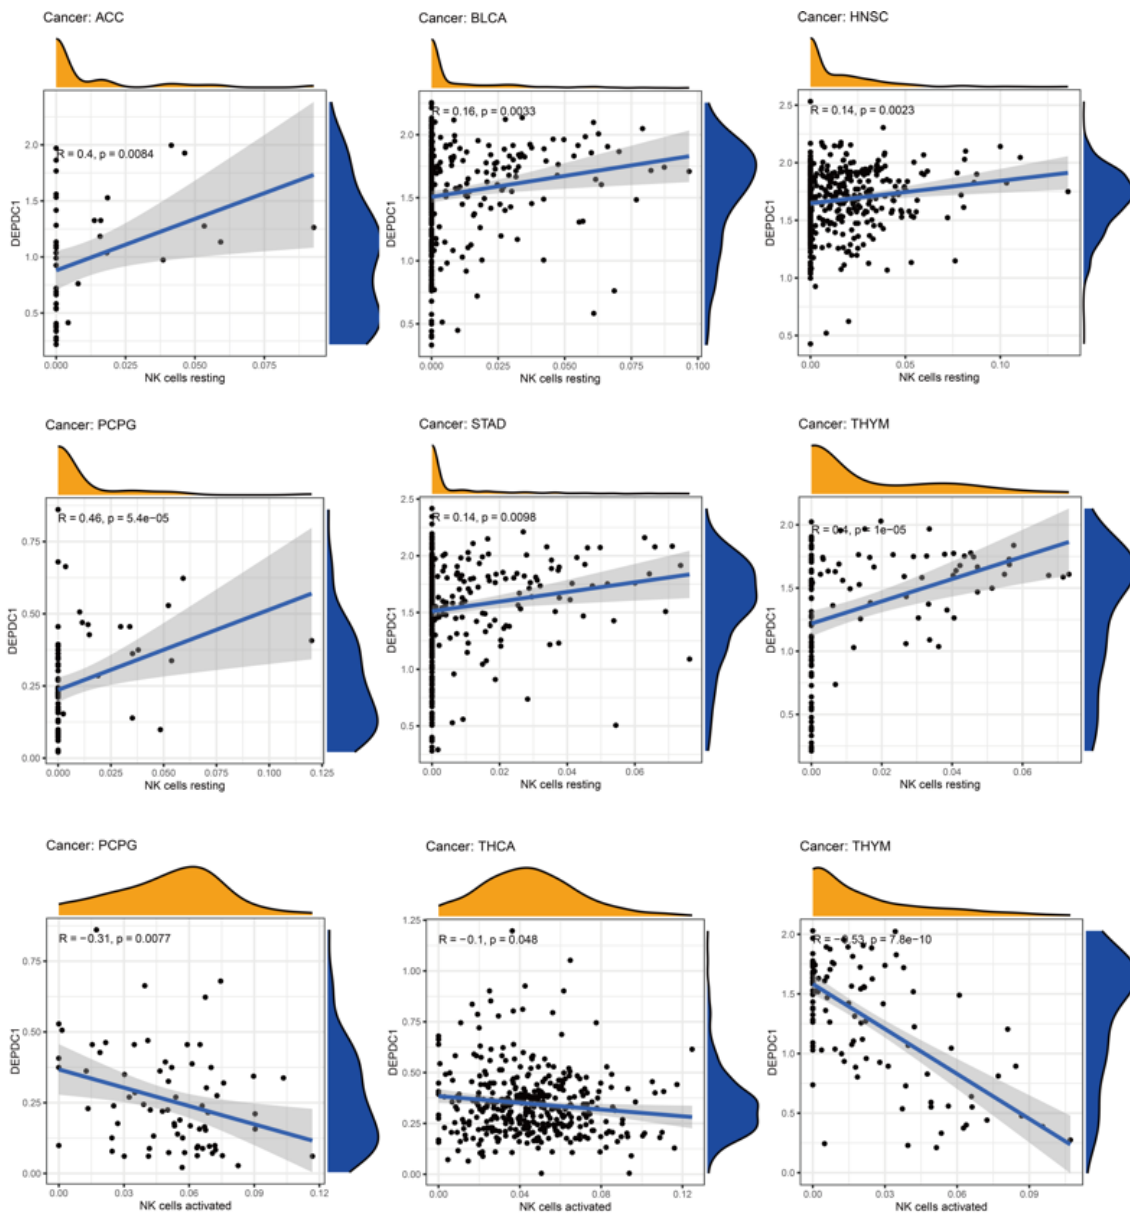 Cancer: ACC
R = 0.4, p = 0.0084
2.0
1.5
1.0
0.5
DEPDC1
0.000 0.025 0.050 0.075
NK cells resting
Cancer: BLCA
R = 0.16, p = 0.0033
2.0
1.5
1.0
0.5
DEPDC1
0.000 0.025 0.050 0.075 0.100
NK cells resting
Cancer: HNSC
R = 0.14, p = 0.0023
2.5
2.0
1.5
1.0
0.5
DEPDC1
0.00 0.05 0.10
NK cells resting
Cancer: PCPG
R = 0.46, p = 5.4e−05
0.75
0.50
0.25
0.00
DEPDC1
0.000 0.025 0.050 0.075 0.100 0.125
NK cells resting
Cancer: STAD
R = 0.14, p = 0.0098
2.5
2.0
1.5
1.0
0.5
DEPDC1
0.00 0.02 0.04 0.06
NK cells resting
Cancer: THYM
R = 0.4, p = 1e−05
2.0
1.5
1.0
0.5
DEPDC1
0.00 0.02 0.04 0.06
NK cells resting
Cancer: PCPG
R = −0.31, p = 0.0077
0.75
0.50
0.25
0.00
DEPDC1
0.00 0.03 0.06 0.09 0.12
NK cells activated
Cancer: THCA
R = −0.1, p = 0.048
1.25
1.00
0.75
0.50
0.25
0.00
DEPDC1
0.00 0.04 0.08 0.12
NK cells activated
Cancer: THYM
R = −0.53, p = 7.8e−10
2.0
1.5
1.0
0.5
0.0
DEPDC1
0.00 0.03 0.06 0.09
NK cells activated